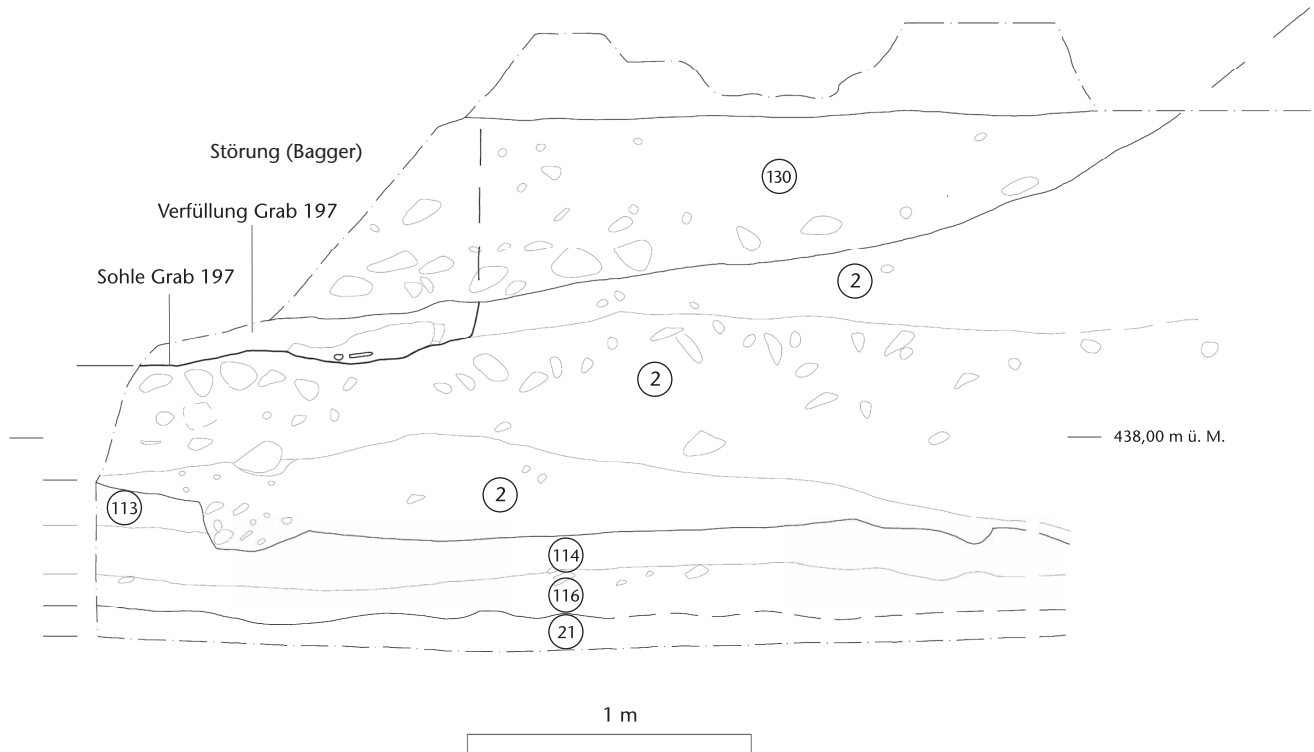 Störung (Bagger)
130
Verfüllung Grab 197
Sohle Grab 197
2
2
438,00 m ü. M.
2
113
114
116
21
1 m